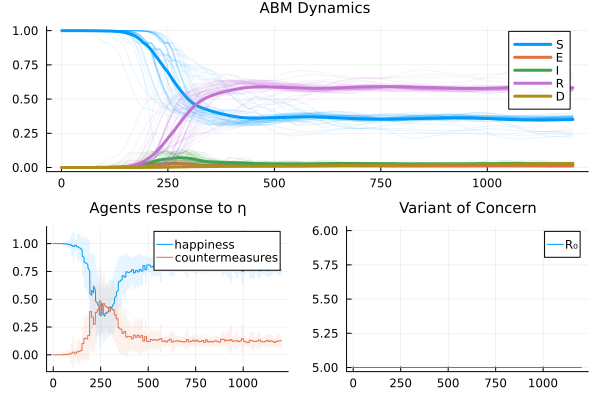 ABM Dynamics
1.00
0.75
0.50
0.25
0.00
S
E
I
R
D
0 250 500 750 1000
Agents response to η
1.00
0.75
0.50
0.25
0.00
happiness
countermeasures
0 250 500 750 1000
Variant of Concern
6.00
5.75
5.50
5.25
5.00
R₀
0 250 500 750 1000